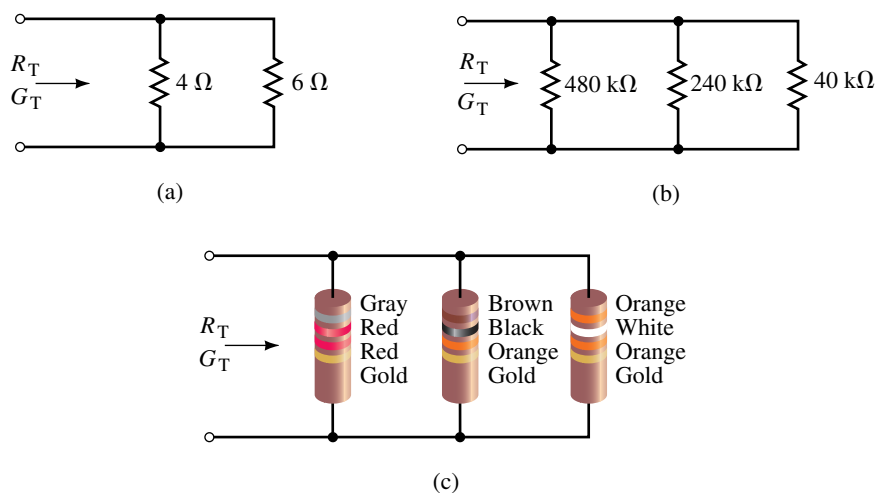 R_T
G_T
4 Ω
6 Ω
(a)
R_T
G_T
480 kΩ
240 kΩ
40 kΩ
(b)
R_T
G_T
Gray
Red
Red
Gold
Brown
Black
Orange
Gold
Orange
White
Orange
Gold
(c)